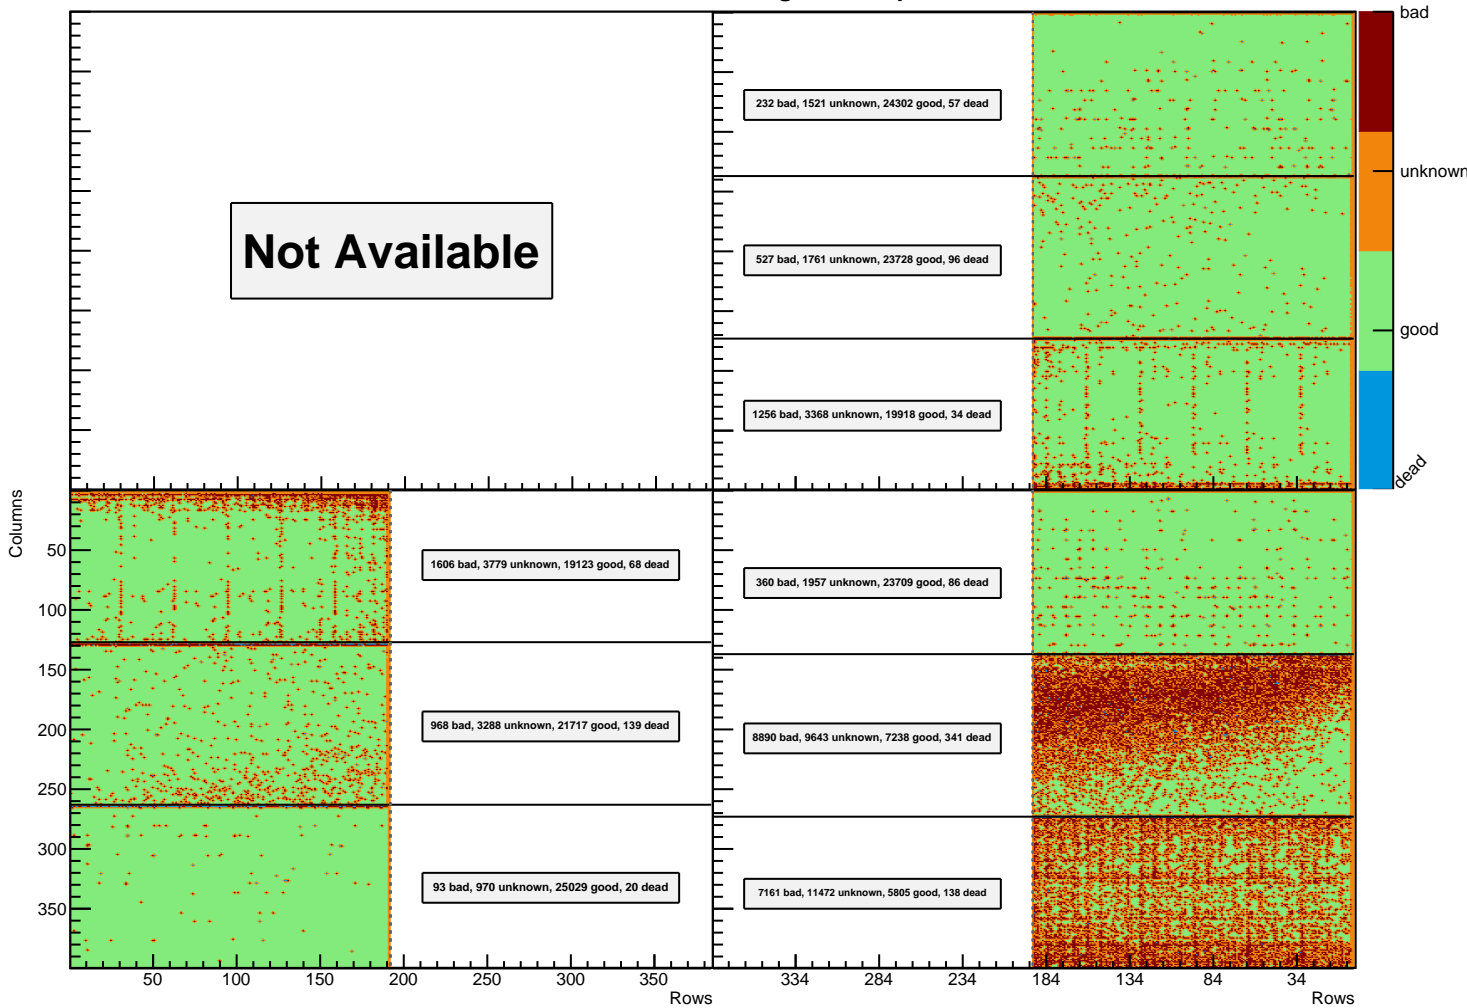 bad
232 bad, 1521 unknown, 24302 good, 57 dead
unknown
Not Available
527 bad, 1761 unknown, 23728 good, 96 dead
good
1256 bad, 3368 unknown, 19918 good, 34 dead
dead
Columns
50
100
150
200
250
300
350
1606 bad, 3779 unknown, 19123 good, 68 dead
360 bad, 1957 unknown, 23709 good, 86 dead
968 bad, 3288 unknown, 21717 good, 139 dead
8890 bad, 9643 unknown, 7238 good, 341 dead
93 bad, 970 unknown, 25029 good, 20 dead
7161 bad, 11472 unknown, 5805 good, 138 dead
50 100 150 200 250 300 350 334 284 234 184 134 84 34
Rows Rows